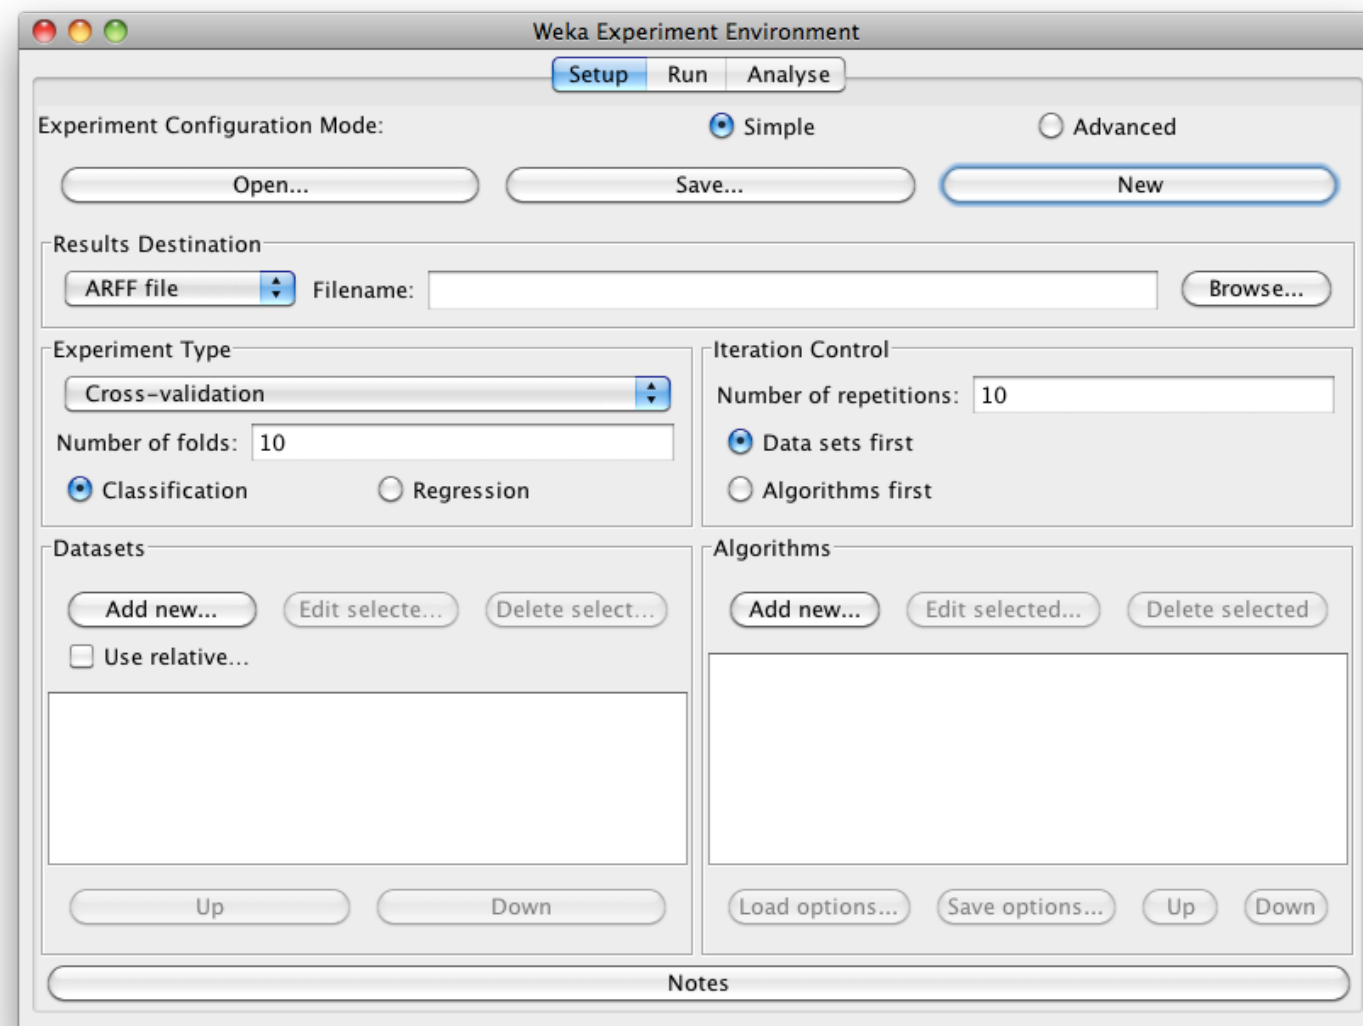 Weka Experiment Environment
Setup Run Analyse
Experiment Configuration Mode: Simple Advanced
Open... Save... New
Results Destination
ARFF file Filename: Browse...
Experiment Type
Cross-validation
Number of folds: 10
Classification Regression
Iteration Control
Number of repetitions: 10
Data sets first
Algorithms first
Datasets
Add new... Edit selecte... Delete select...
Use relative...
Up Down
Algorithms
Add new... Edit selected... Delete selected
Load options... Save options... Up Down
Notes